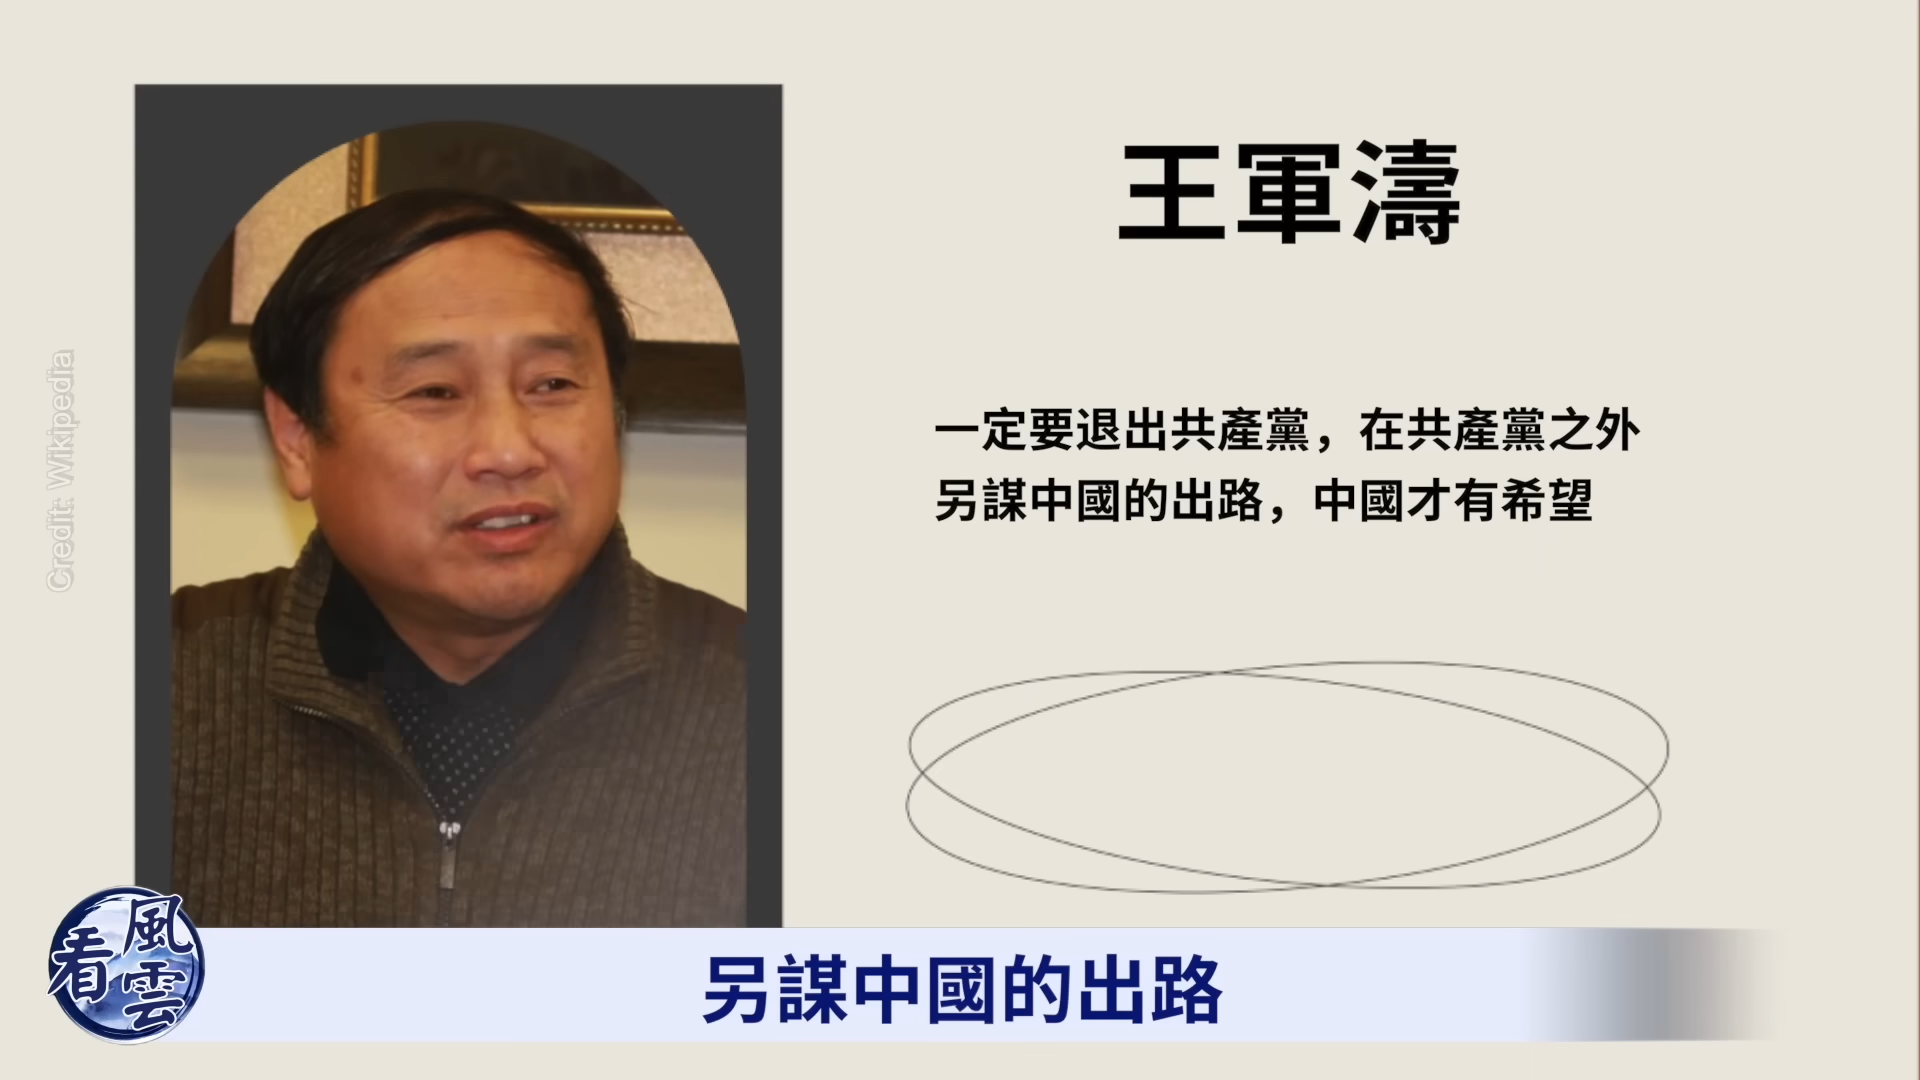 王軍濤
一定要退出共產黨，在共產黨之外
另謀中國的出路，中國才有希望
Credit: Wikipedia
看風雲
另謀中國的出路